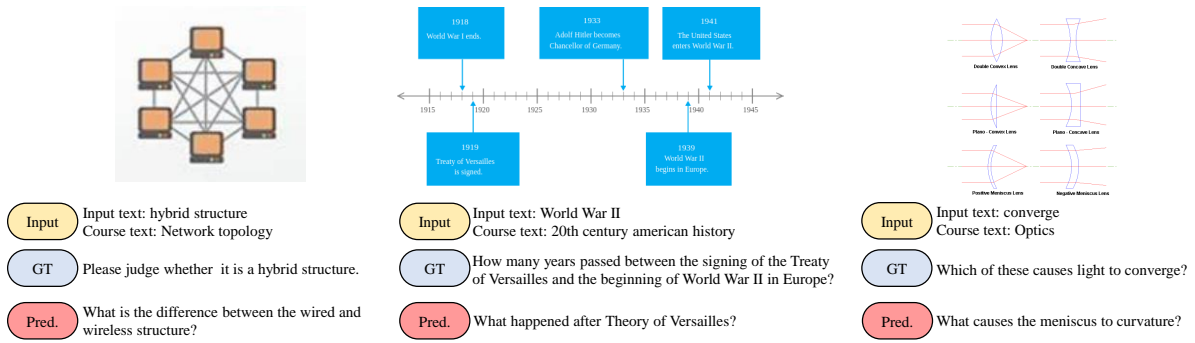 1918
World War I ends.
1933
Adolf Hitler becomes
Chancellor of Germany.
1941
The United States
enters World War II.
1915
1920
1925
1930
1935
1940
1945
1919
Treaty of Versailles
is signed.
1939
World War II
begins in Europe.
Double Convex Lens
Double Concave Lens
Plano - Convex Lens
Plano - Concave Lens
Positive Meniscus Lens
Negative Meniscus Lens
Input
Input text: hybrid structure
Course text: Network topology
GT
Please judge whether it is a hybrid structure.
Pred.
What is the difference between the wired and
wireless structure?
Input
Input text: World War II
Course text: 20th century american history
GT
How many years passed between the signing of the Treaty
of Versailles and the beginning of World War II in Europe?
Pred.
What happened after Theory of Versailles?
Input
Input text: converge
Course text: Optics
GT
Which of these causes light to converge?
Pred.
What causes the meniscus to curvature?